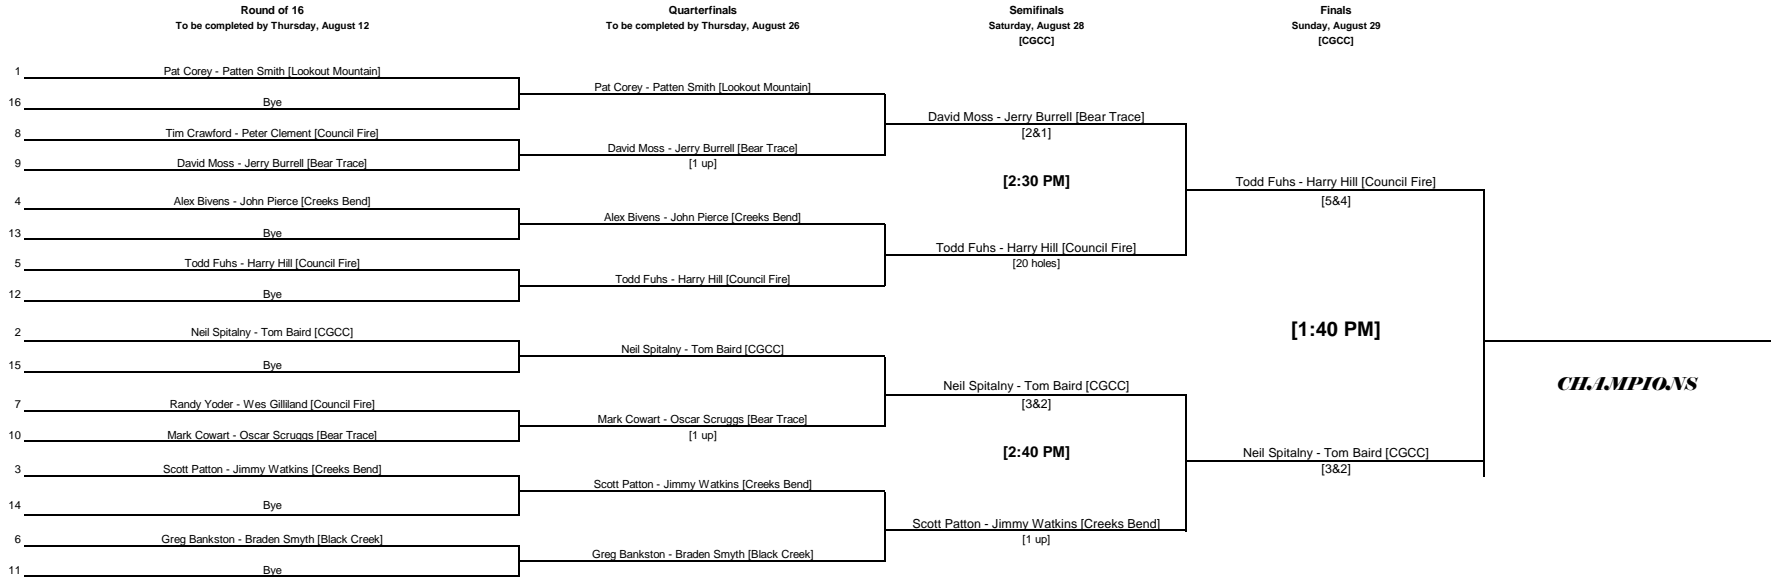 Round of 16
To be completed by Thursday, August 12
Quarterfinals
To be completed by Thursday, August 26
Semifinals
Saturday, August 28
[CGCC]
Finals
Sunday, August 29
[CGCC]
1 Pat Corey - Patten Smith [Lookout Mountain]
16 Bye
8 Tim Crawford - Peter Clement [Council Fire]
9 David Moss - Jerry Burrell [Bear Trace]
4 Alex Bivens - John Pierce [Creeks Bend]
13 Bye
5 Todd Fuhs - Harry Hill [Council Fire]
12 Bye
2 Neil Spitalny - Tom Baird [CGCC]
15 Bye
7 Randy Yoder - Wes Gilliland [Council Fire]
10 Mark Cowart - Oscar Scruggs [Bear Trace]
3 Scott Patton - Jimmy Watkins [Creeks Bend]
14 Bye
6 Greg Bankston - Braden Smyth [Black Creek]
11 Bye
Pat Corey - Patten Smith [Lookout Mountain]
David Moss - Jerry Burrell [Bear Trace]
[1 up]
Alex Bivens - John Pierce [Creeks Bend]
Todd Fuhs - Harry Hill [Council Fire]
Neil Spitalny - Tom Baird [CGCC]
Mark Cowart - Oscar Scruggs [Bear Trace]
[1 up]
Scott Patton - Jimmy Watkins [Creeks Bend]
Greg Bankston - Braden Smyth [Black Creek]
David Moss - Jerry Burrell [Bear Trace]
[2&1]
[2:30 PM]
Todd Fuhs - Harry Hill [Council Fire]
[20 holes]
Neil Spitalny - Tom Baird [CGCC]
[3&2]
[2:40 PM]
Scott Patton - Jimmy Watkins [Creeks Bend]
[1 up]
Todd Fuhs - Harry Hill [Council Fire]
[5&4]
[1:40 PM]
Neil Spitalny - Tom Baird [CGCC]
[3&2]
CHAMPIONS